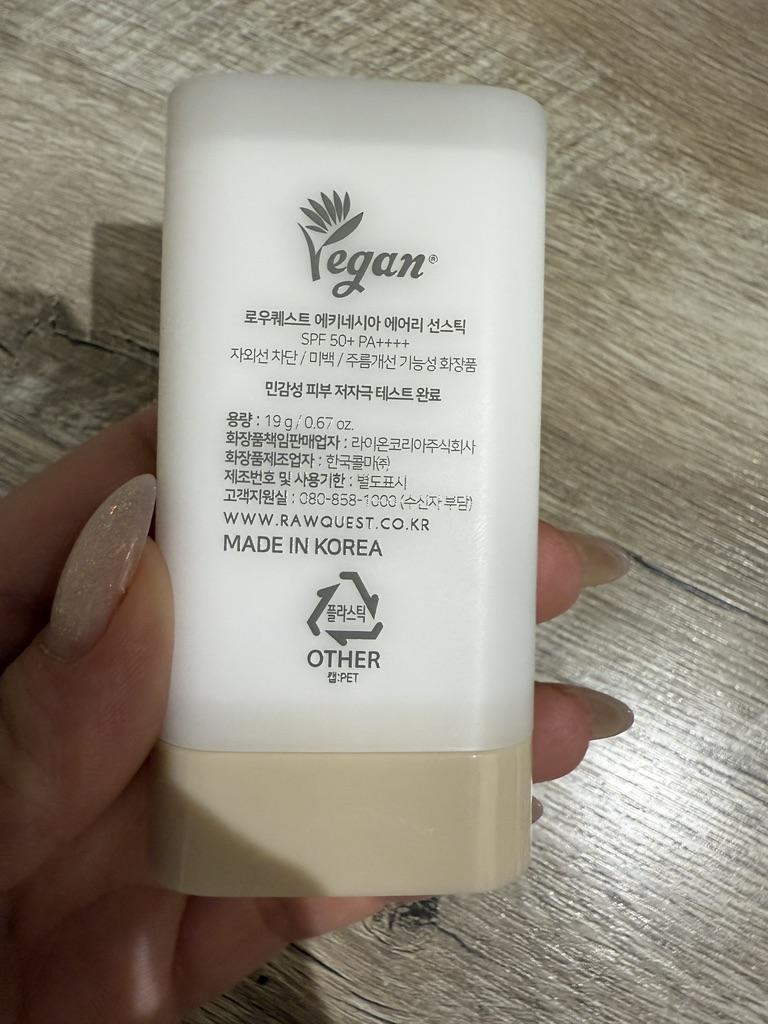 Vegan®
로우퀘스트 에키네시아 에어리 선스틱
SPF 50+ PA++++
자외선 차단 / 미백 / 주름개선 기능성 화장품
민감성 피부 저자극 테스트 완료
용량 : 19 g / 0.67 oz.
화장품책임판매업자 : 라이온코리아주식회사
화장품제조업자 : 한국콜마㈜
제조번호 및 사용기한 : 별도표시
고객지원실 : 080-858-1000 (수신자 부담)
WWW.RAWQUEST.CO.KR
MADE IN KOREA
플라스틱
OTHER
캡:PET